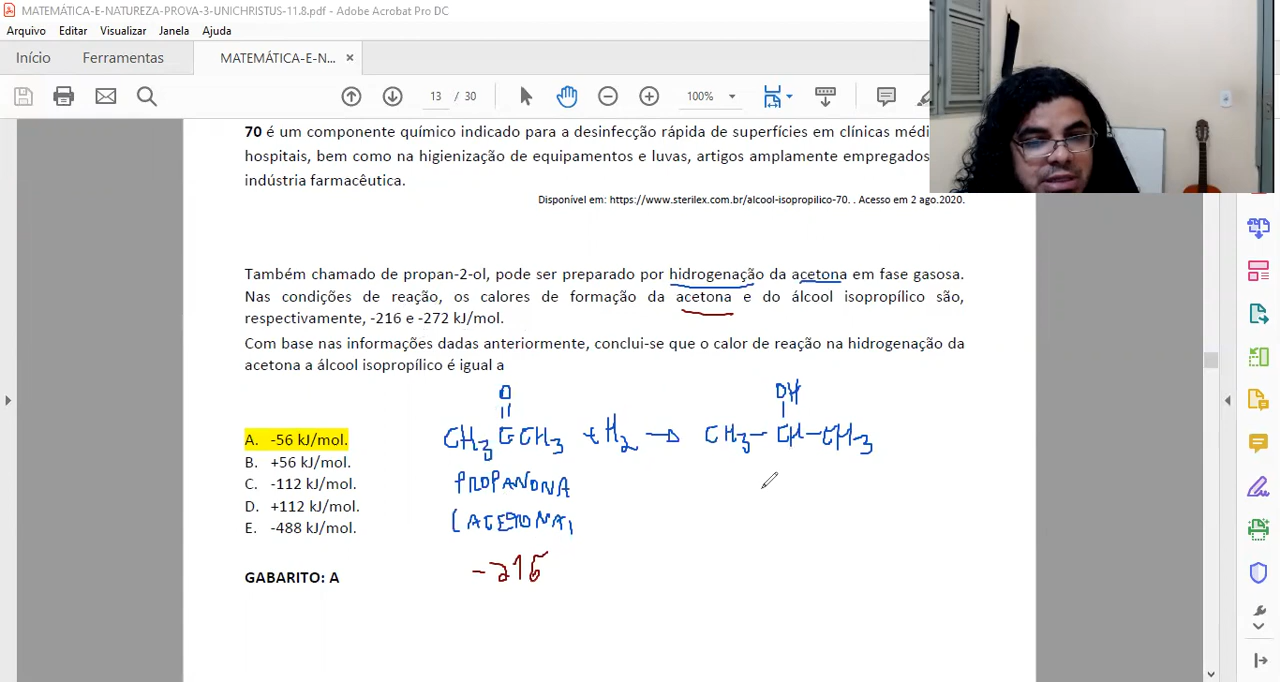 MATEMÁTICA-E-NATUREZA-PROVA-3-UNICHRISTUS-11.8.pdf - Adobe Acrobat Pro DC
Arquivo Editar Visualizar Janela Ajuda
Início Ferramentas MATEMÁTICA-E-N... ×
13 / 30 100%
70 é um componente químico indicado para a desinfecção rápida de superfícies em clínicas médi
hospitais, bem como na higienização de equipamentos e luvas, artigos amplamente empregados
indústria farmacêutica.
Disponível em: https://www.sterilex.com.br/alcool-isopropilico-70. . Acesso em 2 ago.2020.
Também chamado de propan-2-ol, pode ser preparado por hidrogenação da acetona em fase gasosa.
Nas condições de reação, os calores de formação da acetona e do álcool isopropílico são,
respectivamente, -216 e -272 kJ/mol.
Com base nas informações dadas anteriormente, conclui-se que o calor de reação na hidrogenação da
acetona a álcool isopropílico é igual a
O OH
A. -56 kJ/mol. CH3 C CH3 + H2 → CH3 - CH - CH3
B. +56 kJ/mol.
C. -112 kJ/mol. PROPANONA
D. +112 kJ/mol.
E. -488 kJ/mol. (ACETONA)
-216
GABARITO: A